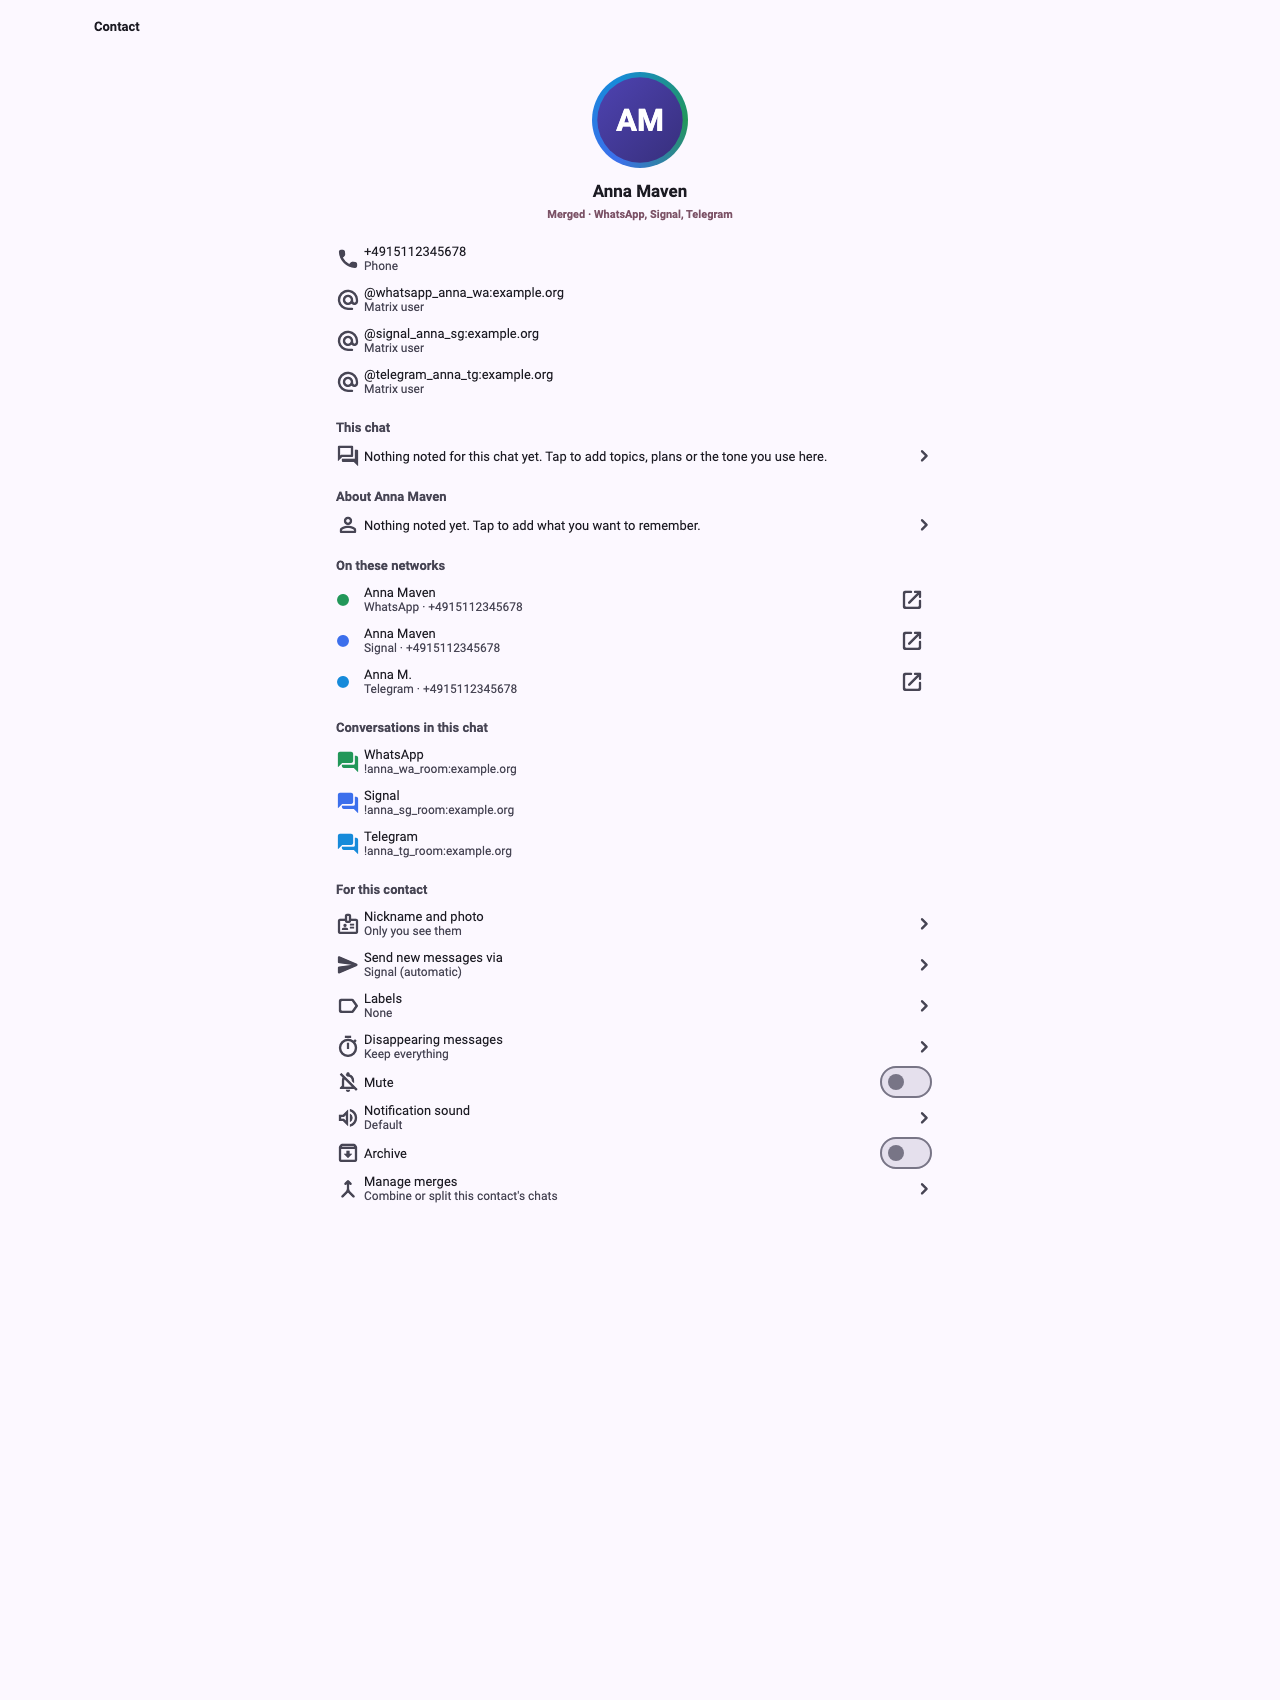 Contact
AM
Anna Maven
Merged · WhatsApp, Signal, Telegram
+4915112345678
Phone
@whatsapp_anna_wa:example.org
Matrix user
@signal_anna_sg:example.org
Matrix user
@telegram_anna_tg:example.org
Matrix user
This chat
Nothing noted for this chat yet. Tap to add topics, plans or the tone you use here.
About Anna Maven
Nothing noted yet. Tap to add what you want to remember.
On these networks
Anna Maven
WhatsApp · +4915112345678
Anna Maven
Signal · +4915112345678
Anna M.
Telegram · +4915112345678
Conversations in this chat
WhatsApp
!anna_wa_room:example.org
Signal
!anna_sg_room:example.org
Telegram
!anna_tg_room:example.org
For this contact
Nickname and photo
Only you see them
Send new messages via
Signal (automatic)
Labels
None
Disappearing messages
Keep everything
Mute
Notification sound
Default
Archive
Manage merges
Combine or split this contact's chats